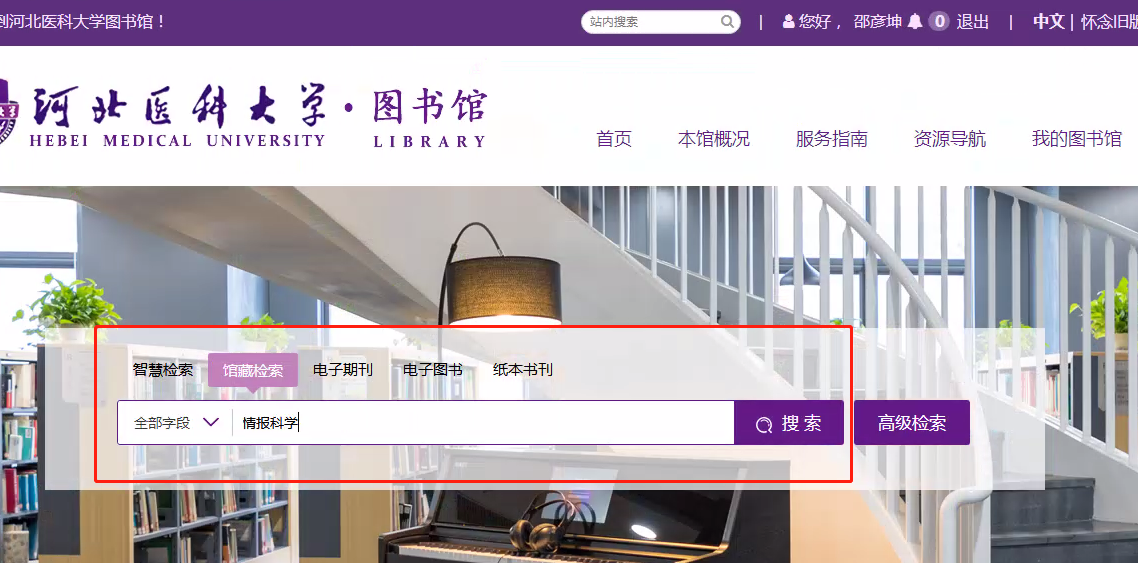 到河北医科大学图书馆！
站内搜索
|
您好， 邵彦坤 0 退出
|
中文 | 怀念旧版
河北医科大学·图书馆
HEBEI MEDICAL UNIVERSITY LIBRARY
首页 本馆概况 服务指南 资源导航 我的图书馆
智慧检索 馆藏检索 电子期刊 电子图书 纸本书刊
全部字段 情报科学 搜索 高级检索